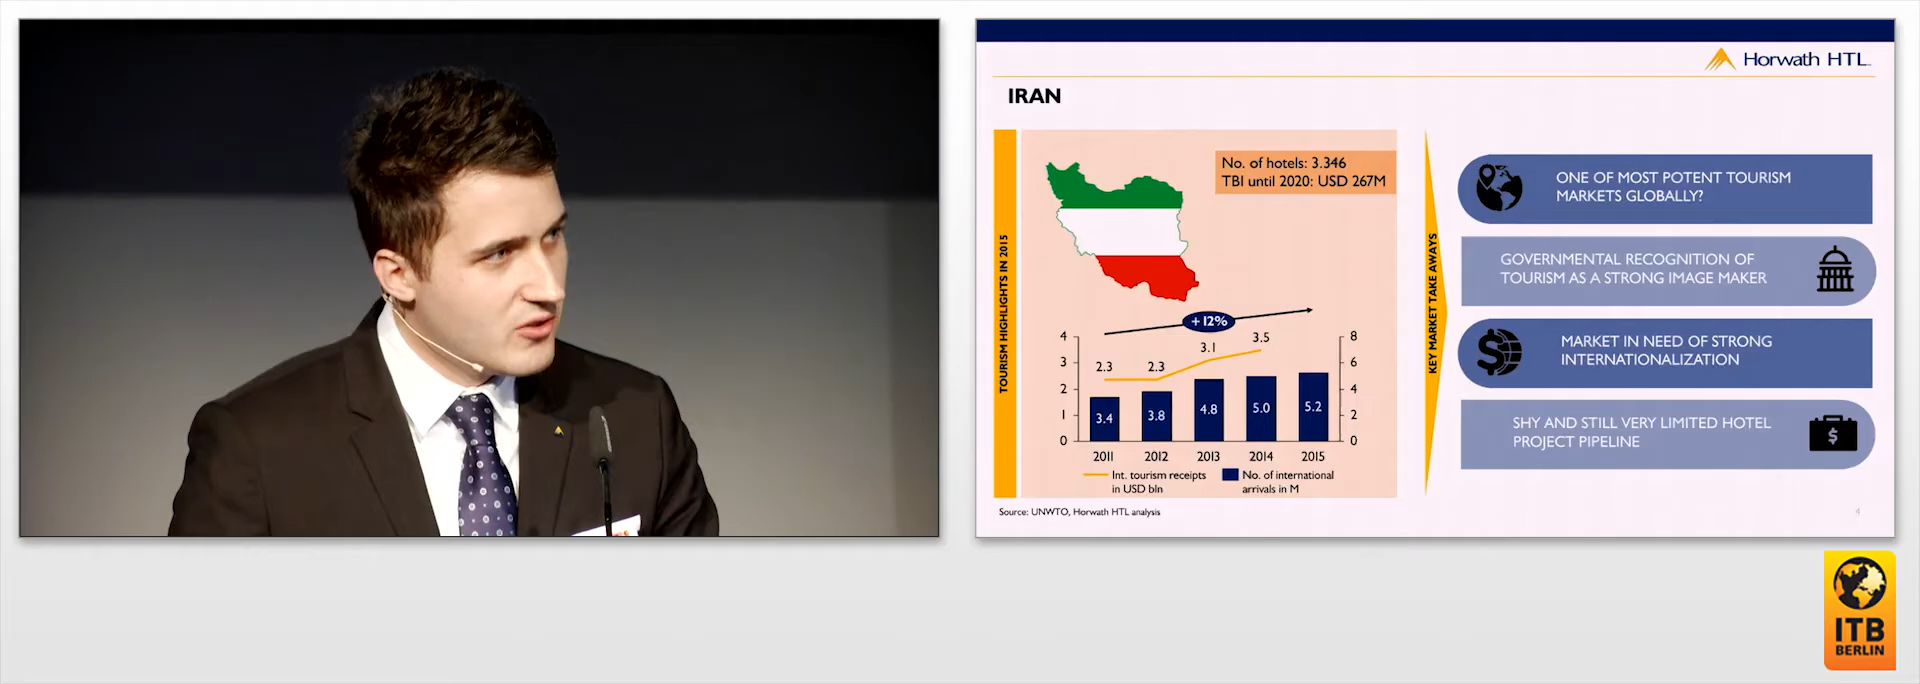 Horwath HTL
IRAN
TOURISM HIGHLIGHTS IN 2015
No. of hotels: 3.346
TBI until 2020: USD 267M
+12%
4
3
2
1
0
8
6
4
2
0
2.3
2.3
3.1
3.5
3.4
3.8
4.8
5.0
5.2
2011
2012
2013
2014
2015
Int. tourism receipts
in USD bln
No. of international
arrivals in M
KEY MARKET TAKE AWAYS
ONE OF MOST POTENT TOURISM
MARKETS GLOBALLY?
GOVERNMENTAL RECOGNITION OF
TOURISM AS A STRONG IMAGE MAKER
$
MARKET IN NEED OF STRONG
INTERNATIONALIZATION
SHY AND STILL VERY LIMITED HOTEL
PROJECT PIPELINE
$
Source: UNWTO, Horwath HTL analysis
4
ITB
BERLIN